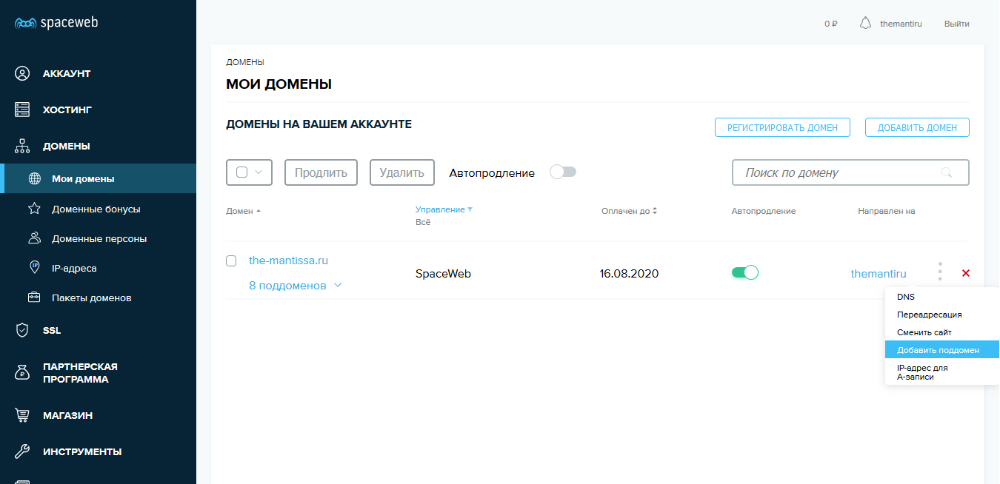 spaceweb
АККАУНТ
ХОСТИНГ
ДОМЕНЫ
Мои домены
Доменные бонусы
Доменные персоны
IP
IP-адреса
Пакеты доменов
SSL
ПАРТНЕРСКАЯ
ПРОГРАММА
МАГАЗИН
ИНСТРУМЕНТЫ
0 ₽ themantiru Выйти
ДОМЕНЫ
МОИ ДОМЕНЫ
ДОМЕНЫ НА ВАШЕМ АККАУНТЕ
РЕГИСТРИРОВАТЬ ДОМЕН ДОБАВИТЬ ДОМЕН
Продлить Удалить Автопродление Поиск по домену
Домен Управление Оплачен до Автопродление Направлен на
Всё
the-mantissa.ru
SpaceWeb 16.08.2020 themantiru
8 поддоменов
DNS
Переадресация
Сменить сайт
Добавить поддомен
IP-адрес для
А-записи